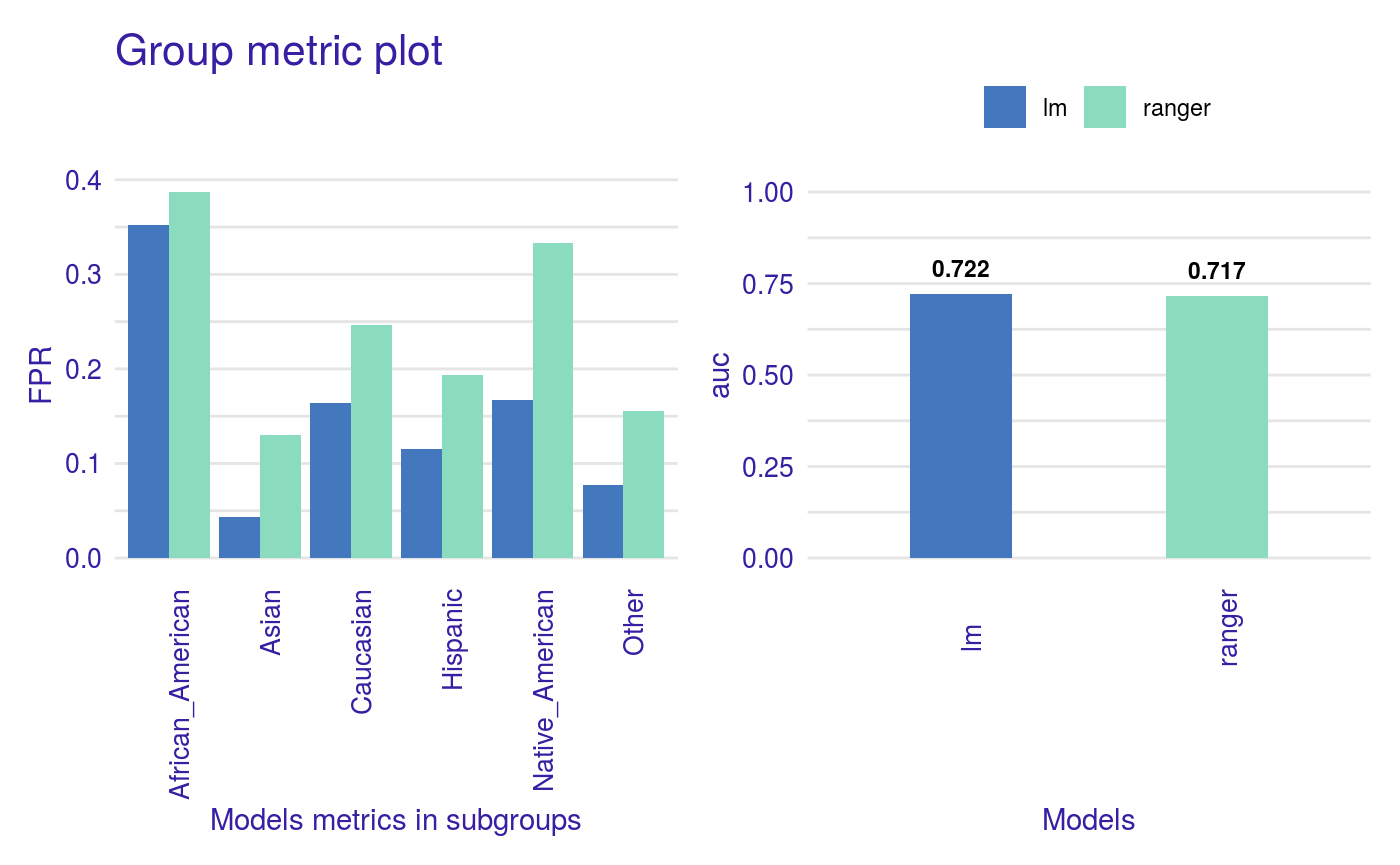 Group metric plot
lm
ranger
0.4
0.3
0.2
0.1
0.0
FPR
African_American
Asian
Caucasian
Hispanic
Native_American
Other
Models metrics in subgroups
1.00
0.75
0.50
0.25
0.00
auc
0.722
0.717
lm
ranger
Models